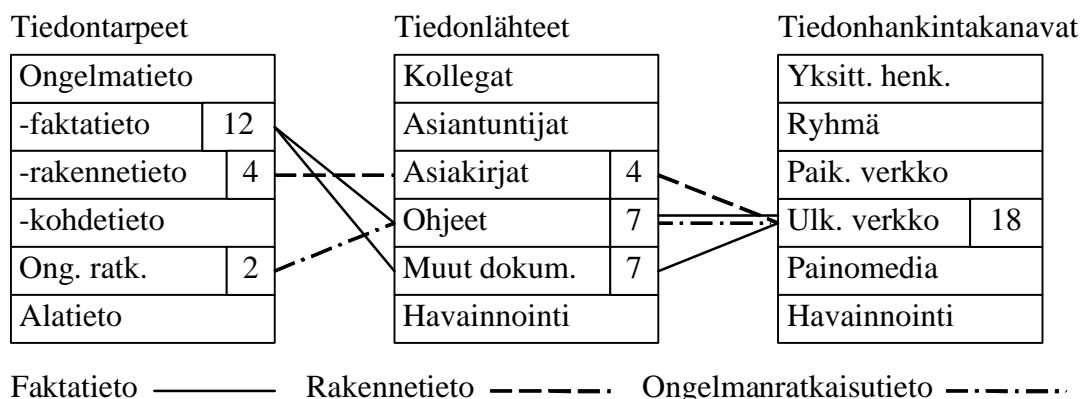 Tiedontarpeet Tiedonlähteet Tiedonhankintakanavat
Ongelmatieto Kollegat Yksitt. henk.
-faktatieto 12 Asiantuntijat Ryhmä
-rakennetieto 4 Asiakirjat 4 Paik. verkko
-kohdetieto Ohjeet 7 Ulk. verkko 18
Ong. ratk. 2 Muut dokum. 7 Painomedia
Alatieto Havainnointi Havainnointi
Faktatieto Rakennetieto Ongelmanratkaisutieto